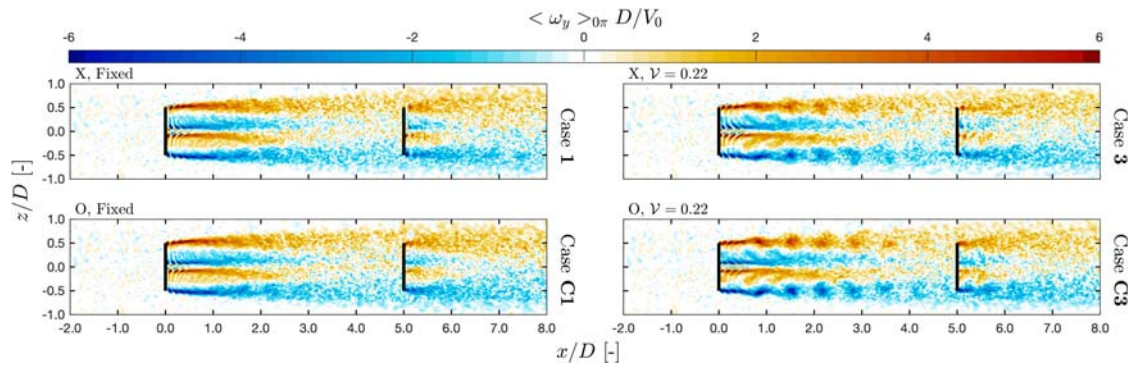 < ω_y >_{0π} D/V_0
-6 -4 -2 0 2 4 6
X, Fixed
X, 𝒱 = 0.22
1.0
0.5
0.0
-0.5
-1.0
Case 1
Case 3
O, Fixed
O, 𝒱 = 0.22
1.0
0.5
0.0
-0.5
-1.0
Case C1
Case C3
z/D [-]
-2.0 -1.0 0.0 1.0 2.0 3.0 4.0 5.0 6.0 7.0 8.0
-2.0 -1.0 0.0 1.0 2.0 3.0 4.0 5.0 6.0 7.0 8.0
x/D [-]